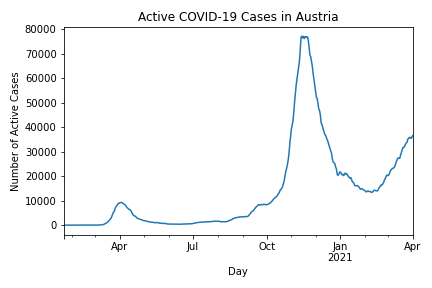 Active COVID-19 Cases in Austria
80000
70000
60000
50000
40000
30000
20000
10000
0
Number of Active Cases
Apr
Jul
Oct
Jan
2021
Apr
Day